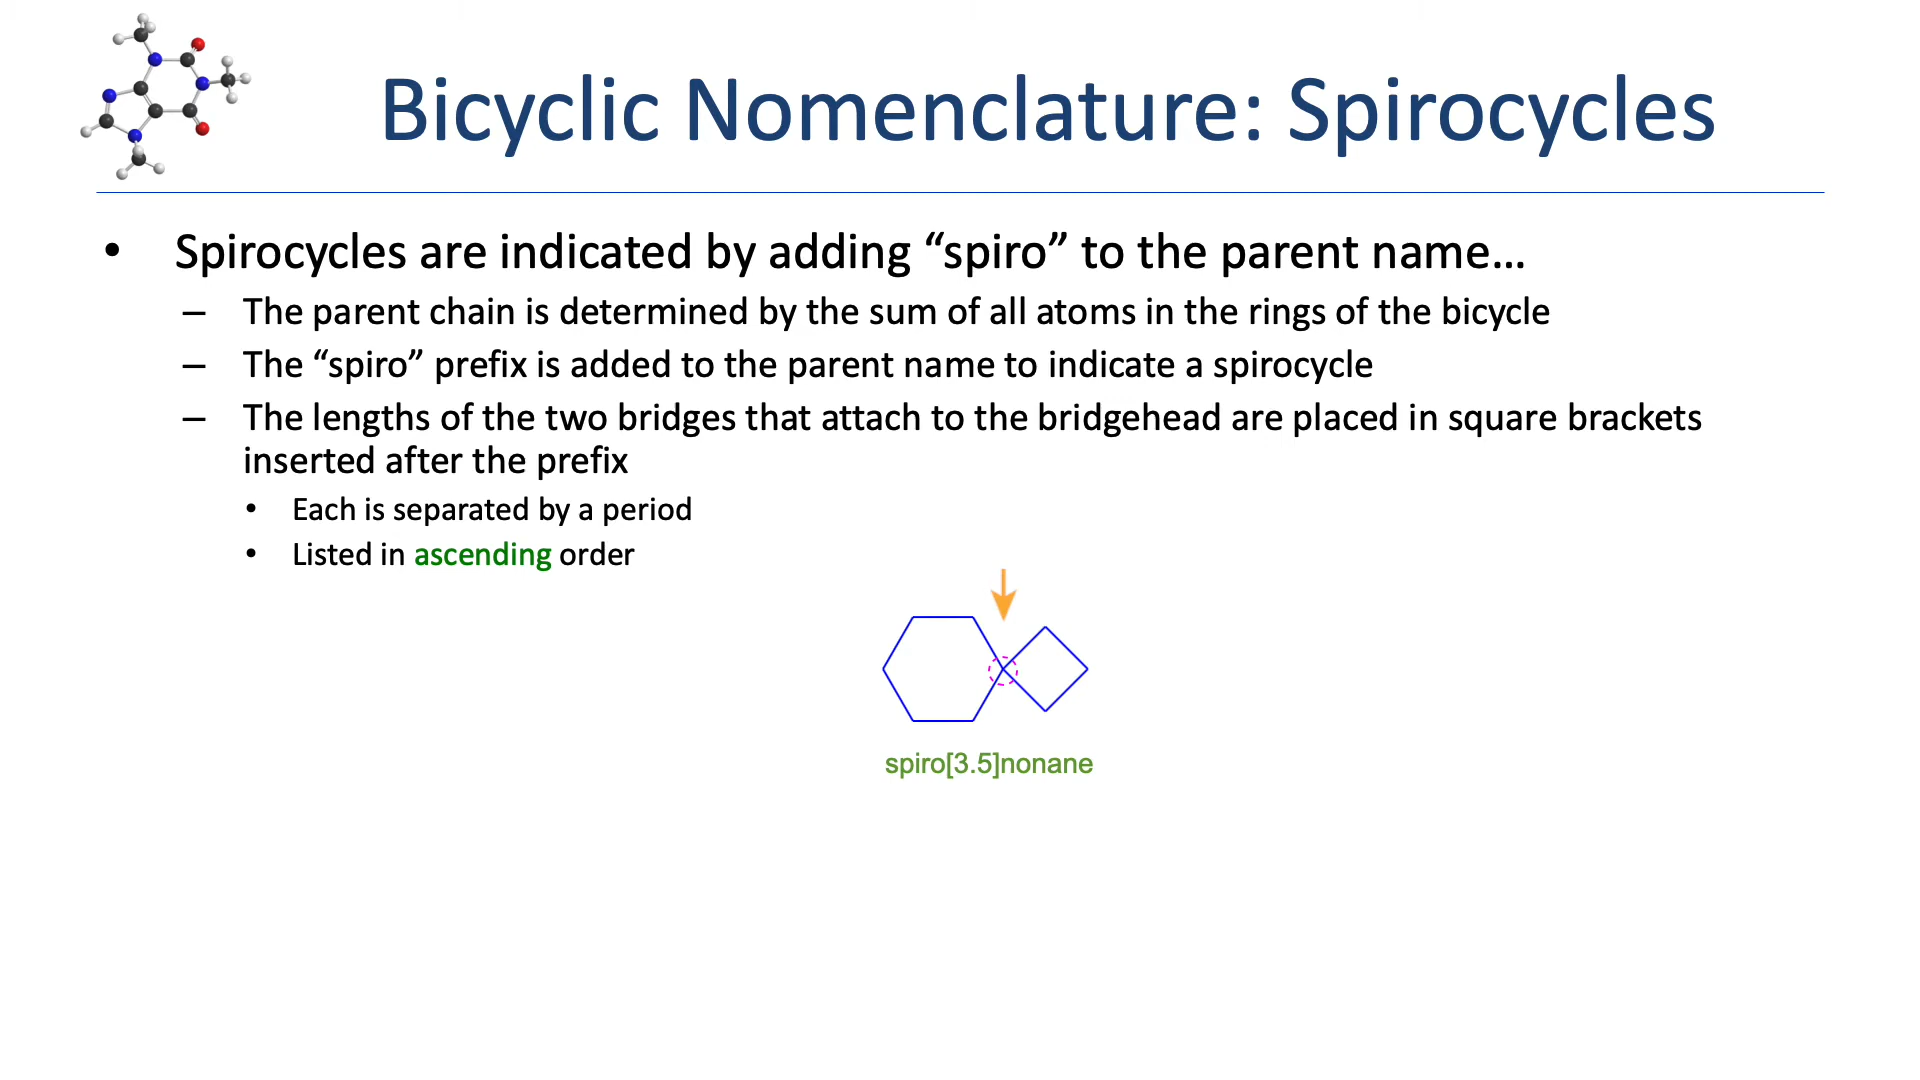 Bicyclic Nomenclature: Spirocycles
• Spirocycles are indicated by adding “spiro” to the parent name…
– The parent chain is determined by the sum of all atoms in the rings of the bicycle
– The “spiro” prefix is added to the parent name to indicate a spirocycle
– The lengths of the two bridges that attach to the bridgehead are placed in square brackets
inserted after the prefix
• Each is separated by a period
• Listed in ascending order
spiro[3.5]nonane